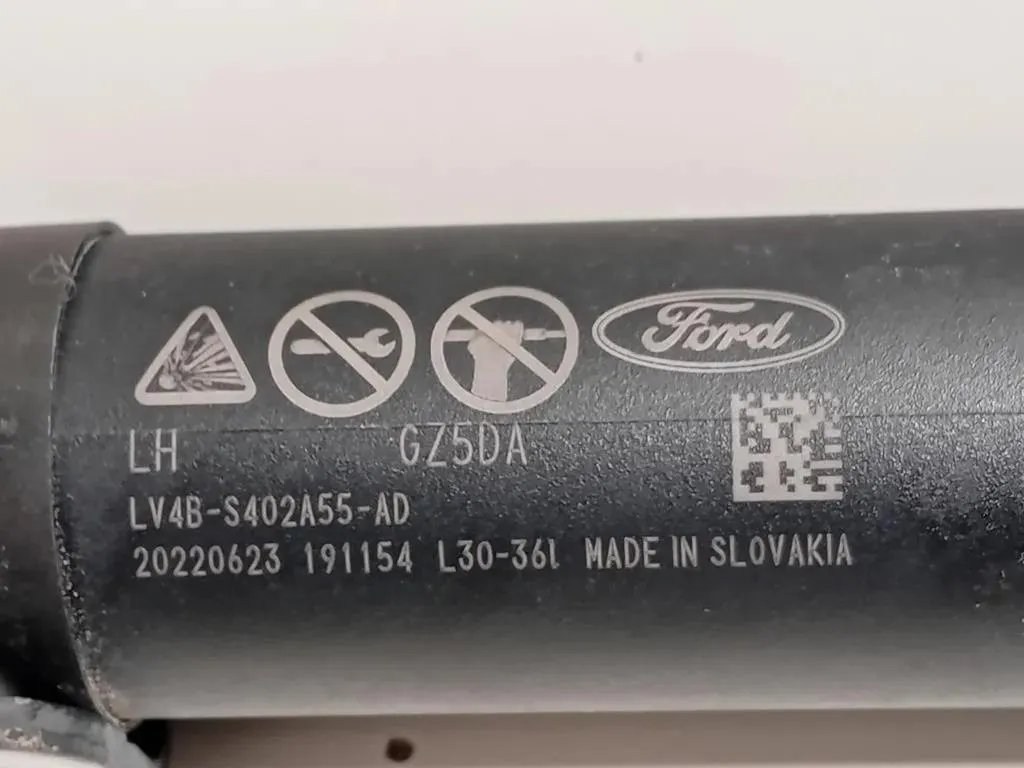 Ford
LH GZ5DA
LV4B-S402A55-AD
20220623 191154 L30-36l MADE IN SLOVAKIA